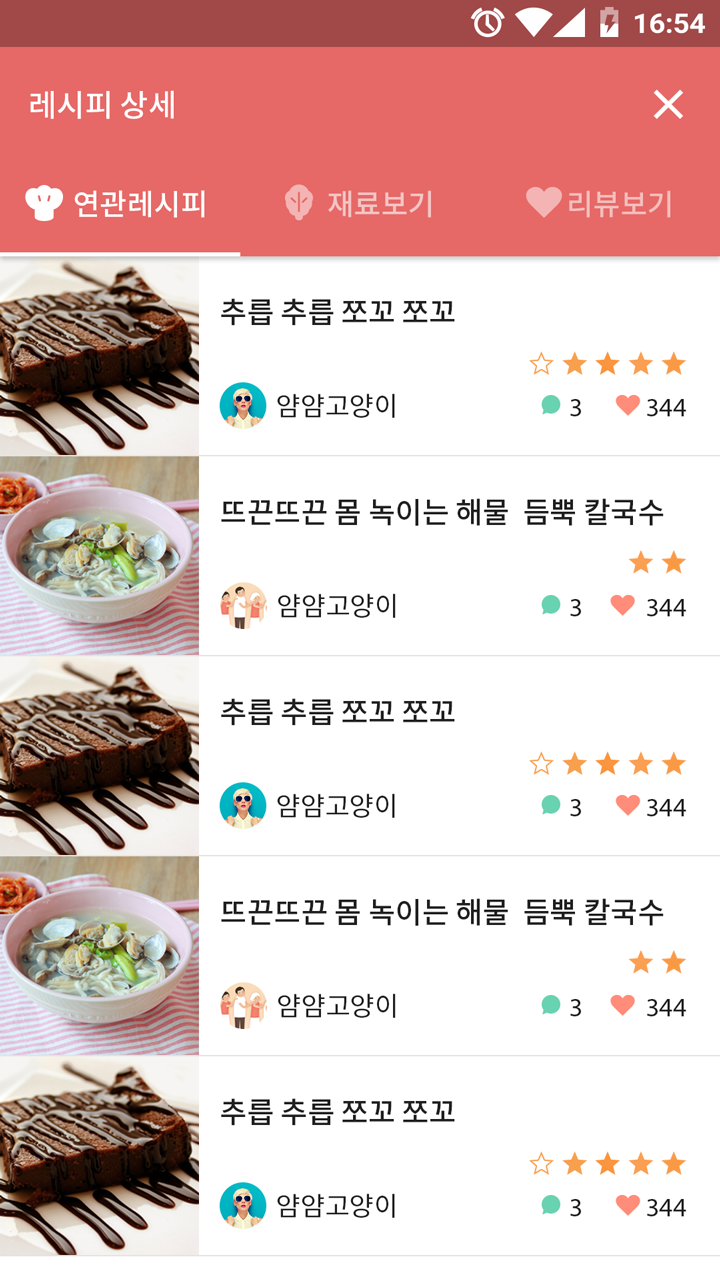 16:54
레시피 상세
연관레시피 재료보기 리뷰보기
추릅 추릅 쪼꼬 쪼꼬
얌얌고양이 3 344
뜨끈뜨끈 몸 녹이는 해물 듬뿍 칼국수
얌얌고양이 3 344
추릅 추릅 쪼꼬 쪼꼬
얌얌고양이 3 344
뜨끈뜨끈 몸 녹이는 해물 듬뿍 칼국수
얌얌고양이 3 344
추릅 추릅 쪼꼬 쪼꼬
얌얌고양이 3 344